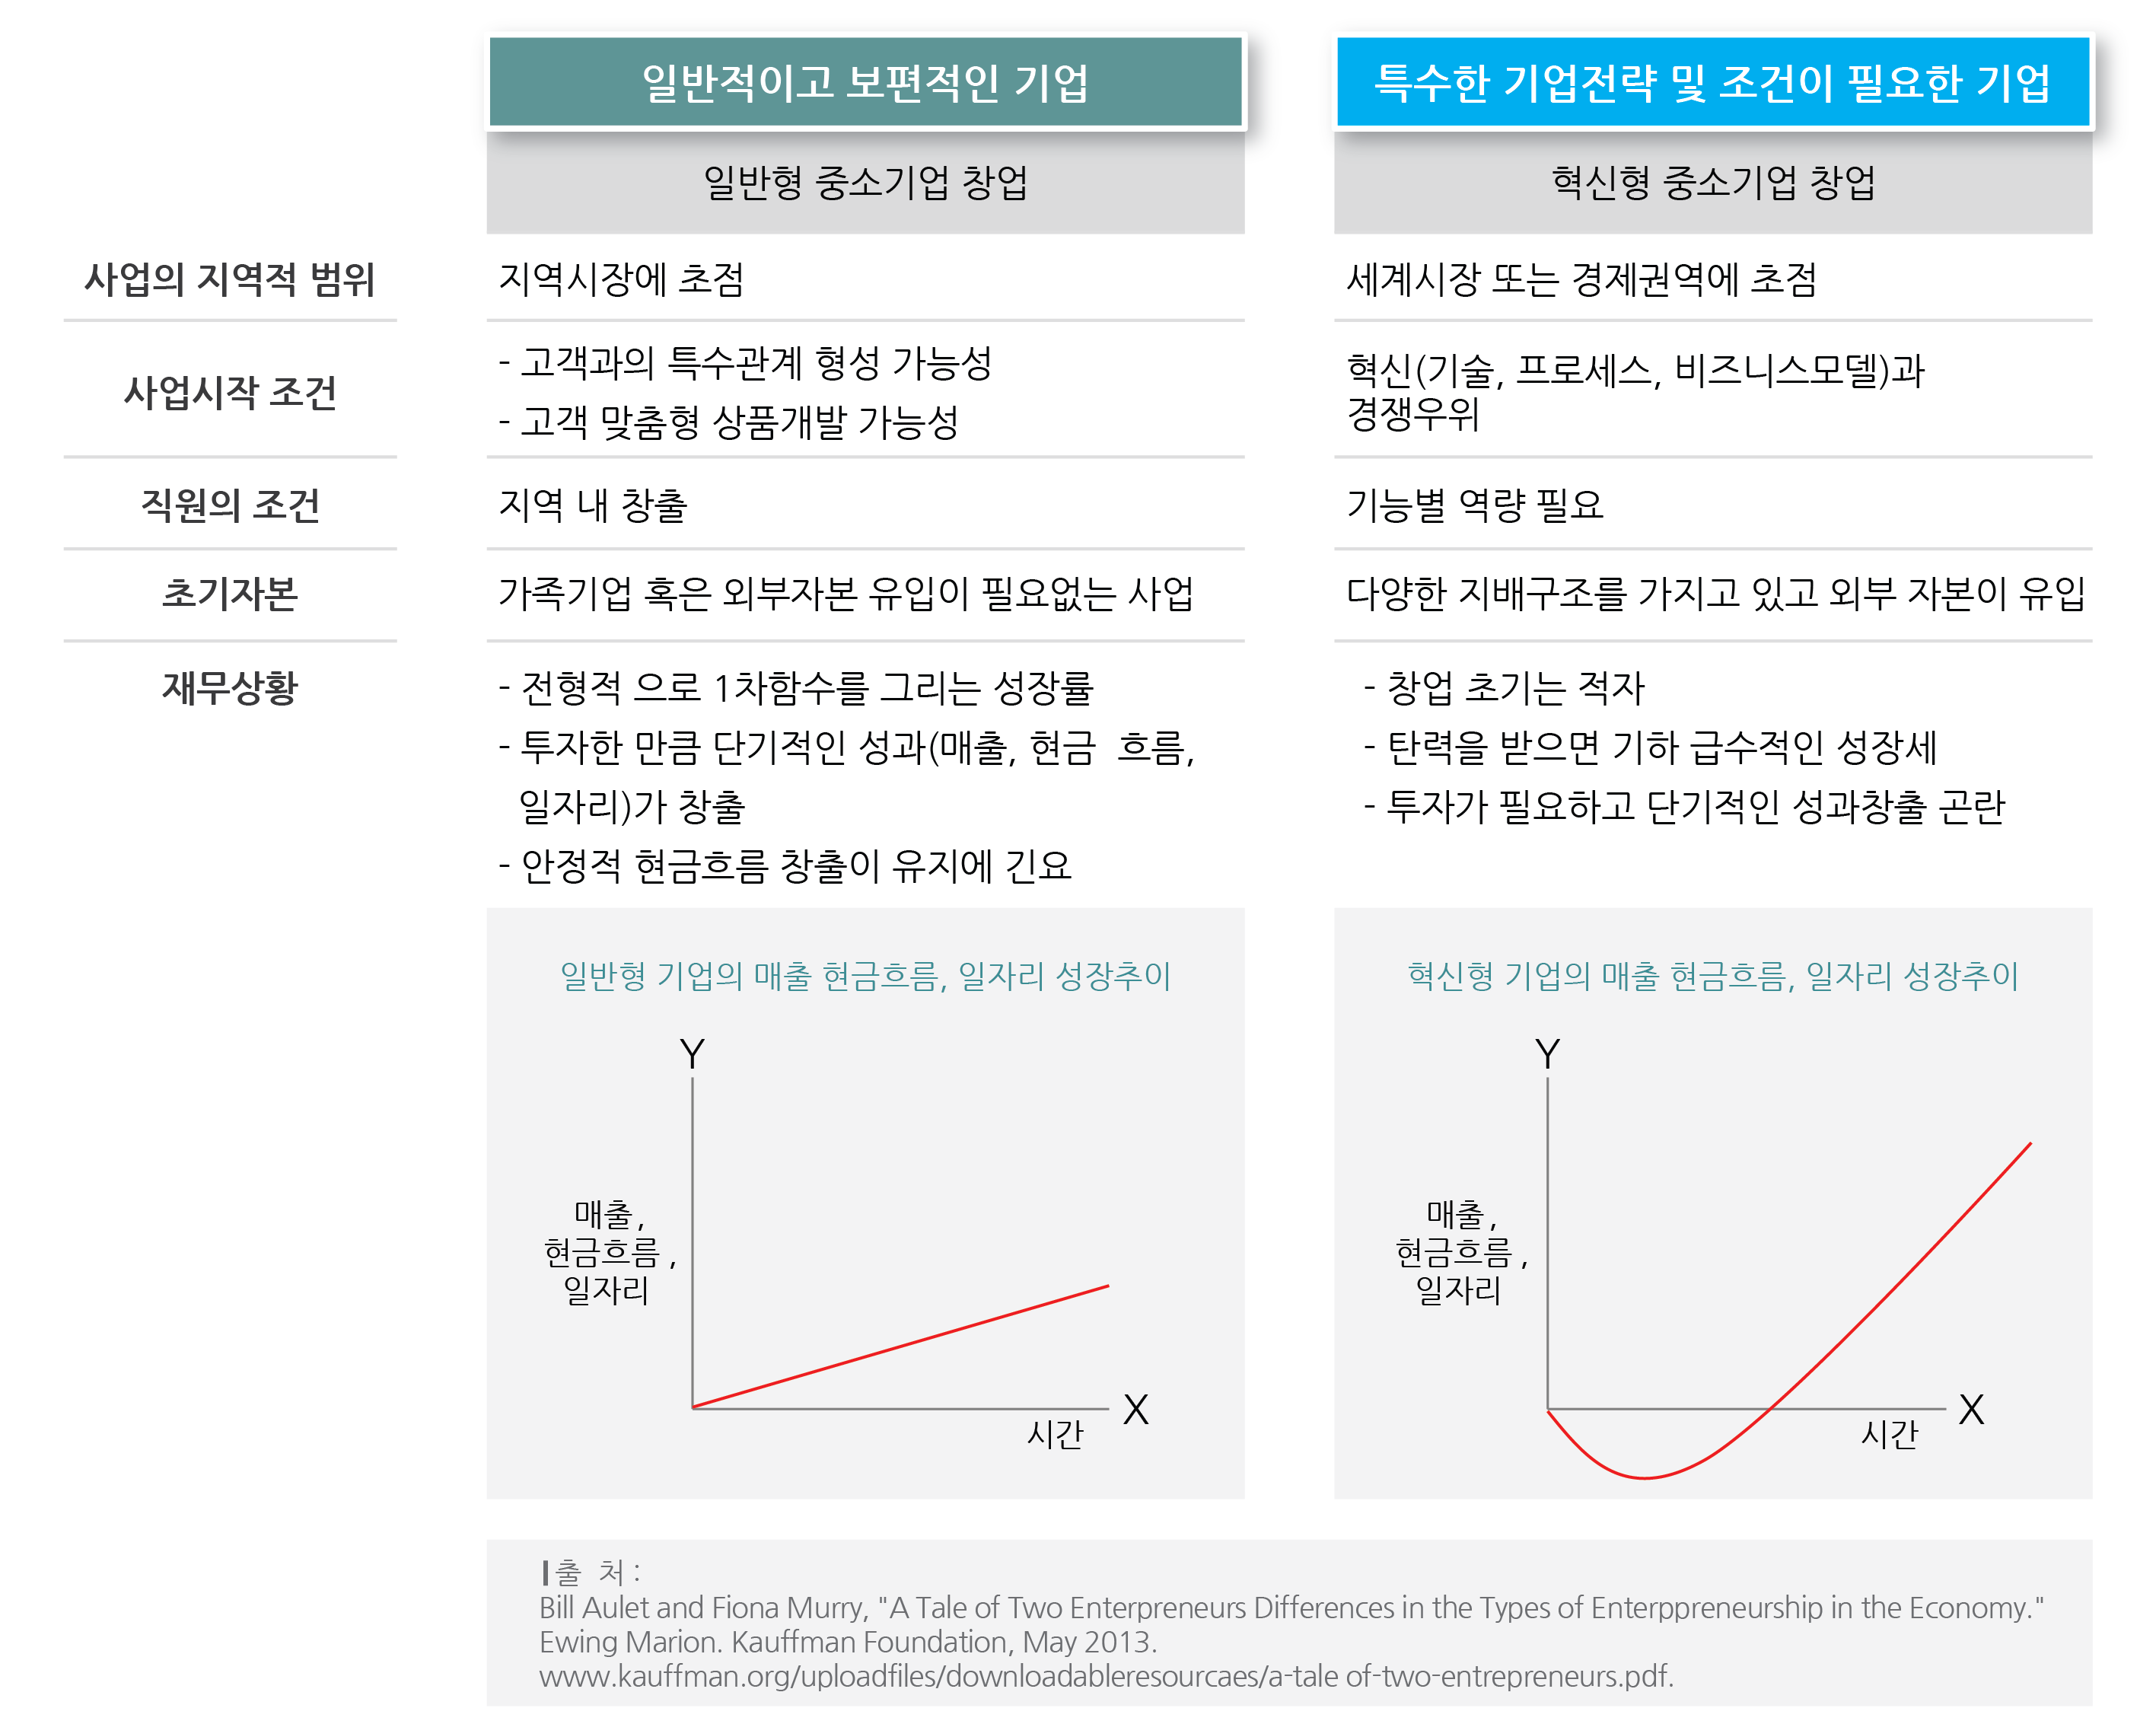 일반적이고 보편적인 기업
특수한 기업전략 및 조건이 필요한 기업
일반형 중소기업 창업
혁신형 중소기업 창업
사업의 지역적 범위
지역시장에 초점
세계시장 또는 경제권역에 초점
사업시작 조건
- 고객과의 특수관계 형성 가능성
- 고객 맞춤형 상품개발 가능성
혁신(기술, 프로세스, 비즈니스모델)과
경쟁우위
직원의 조건
지역 내 창출
기능별 역량 필요
초기자본
가족기업 혹은 외부자본 유입이 필요없는 사업
다양한 지배구조를 가지고 있고 외부 자본이 유입
재무상황
- 전형적 으로 1차함수를 그리는 성장률
- 투자한 만큼 단기적인 성과(매출, 현금 흐름,
일자리)가 창출
- 안정적 현금흐름 창출이 유지에 긴요
- 창업 초기는 적자
- 탄력을 받으면 기하 급수적인 성장세
- 투자가 필요하고 단기적인 성과창출 곤란
일반형 기업의 매출 현금흐름, 일자리 성장추이
Y
매출,
현금흐름 ,
일자리
X
시간
혁신형 기업의 매출 현금흐름, 일자리 성장추이
Y
매출,
현금흐름 ,
일자리
X
시간
출 처 :
Bill Aulet and Fiona Murry, "A Tale of Two Enterpreneurs Differences in the Types of Enterppreneurship in the Economy."
Ewing Marion. Kauffman Foundation, May 2013.
www.kauffman.org/uploadfiles/downloadableresourcaes/a-tale of-two-entrepreneurs.pdf.